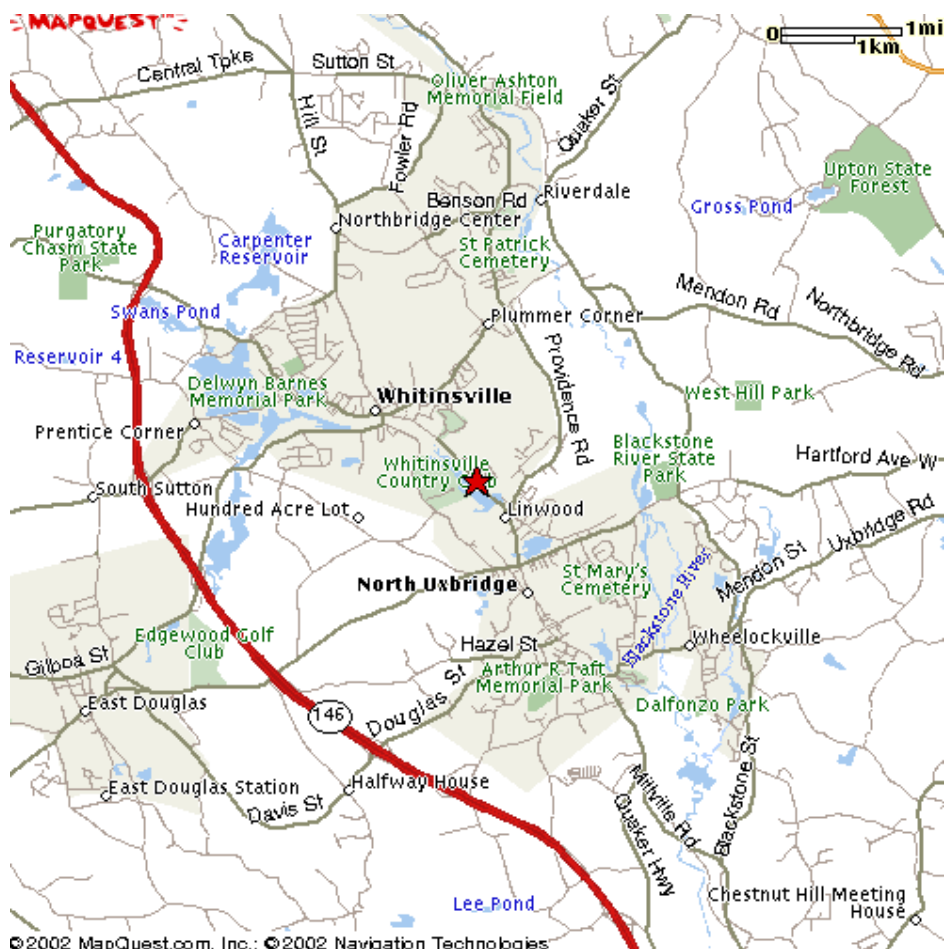 MAPQUEST
0 1mi
1km
Central Tpke
Sutton St
Oliver Ashton
Memorial Field
Hill St
Fowler Rd
Quaker St
Upton State
Forest
Benson Rd
Riverdale
Gross Pond
Northbridge Center
Purgatory
Chasm State
Park
Carpenter
Reservoir
St Patrick
Cemetery
Swans Pond
Plummer Corner
Mendon Rd
Northbridge Rd
Reservoir 4
Providence Rd
Delwyn Barnes
Memorial Park
Whitinsville
West Hill Park
Prentice Corner
Blackstone
River State
Park
Hartford Ave W
Whitinsville
Country Club
South Sutton
Hundred Acre Lot
Linwood
Uxbridge Rd
Mendon St
North Uxbridge
St Mary's
Cemetery
Blackstone River
Edgewood Golf
Club
Hazel St
Wheelockville
Gilboa St
Arthur R Taft
Memorial Park
East Douglas
146
Douglas St
Dalfonzo Park
East Douglas Station
Halfway House
Davis St
Millville Rd
Quaker Hwy
Blackstone St
Lee Pond
Chestnut Hill Meeting
House
©2002 MapQuest.com, Inc.; ©2002 Navigation Technologies